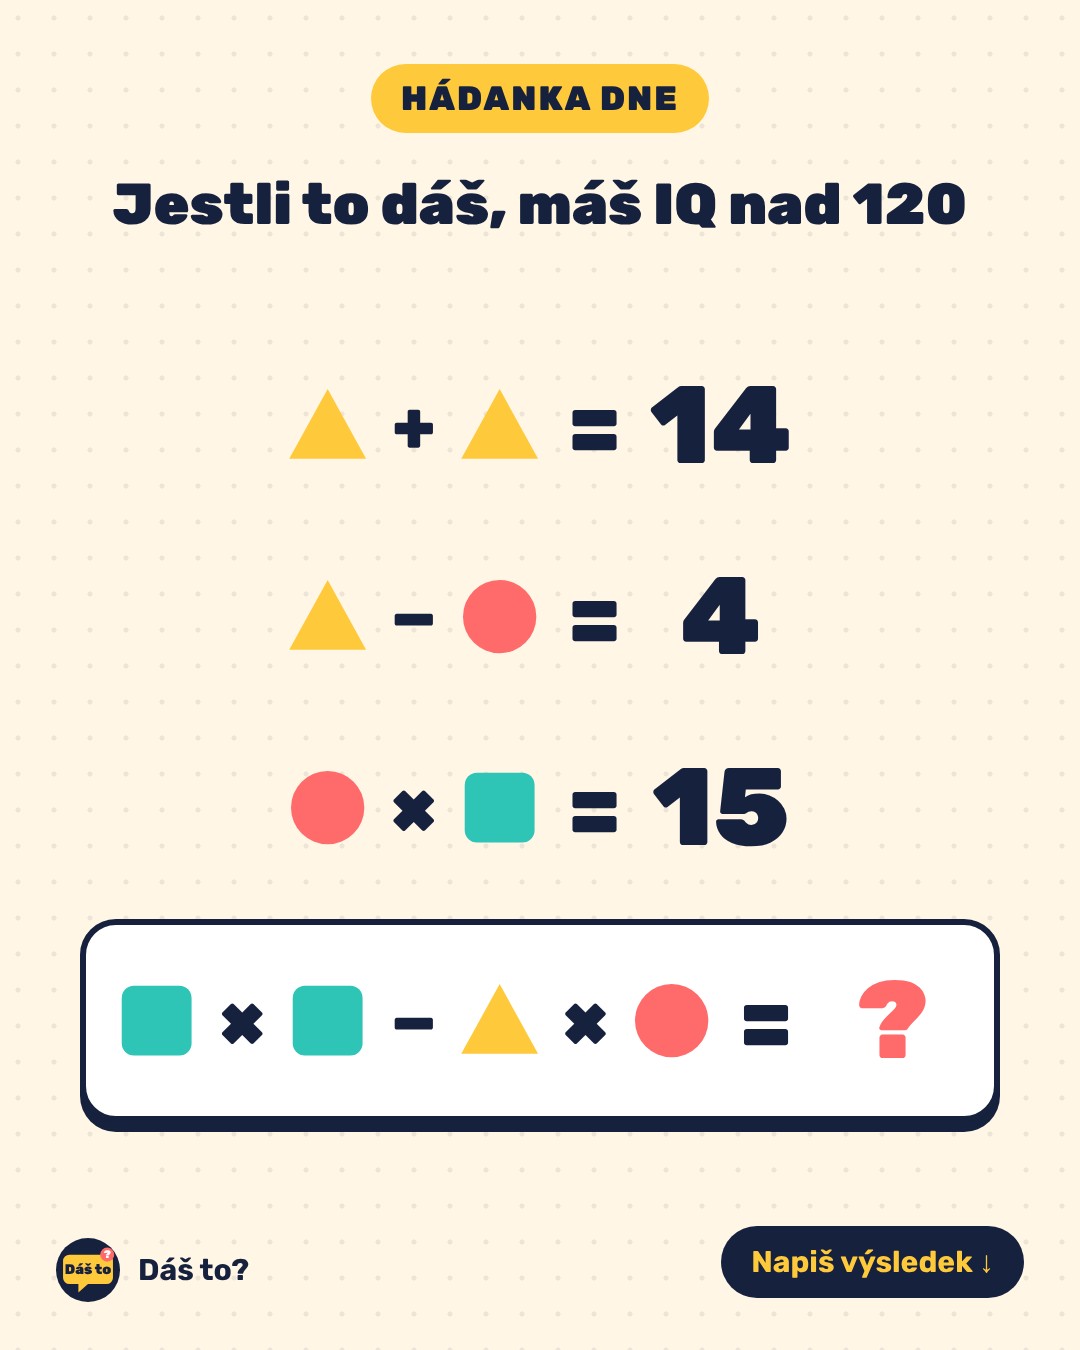 HÁDANKA DNE
Jestli to dáš, máš IQ nad 120
+ = 14
− = 4
× = 15
× − × = ?
Dáš to ?
Dáš to?
Napiš výsledek ↓